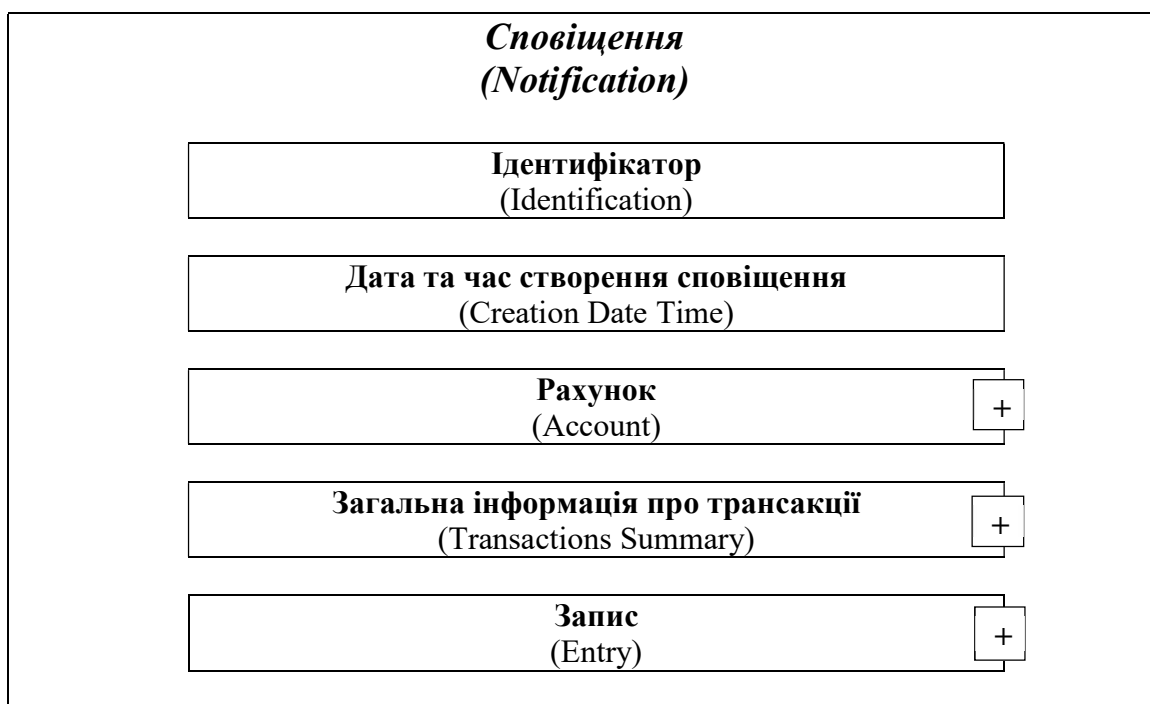 Сповіщення
(Notification)
Ідентифікатор
(Identification)
Дата та час створення сповіщення
(Creation Date Time)
Рахунок
(Account)
+
Загальна інформація про трансакції
(Transactions Summary)
+
Запис
(Entry)
+